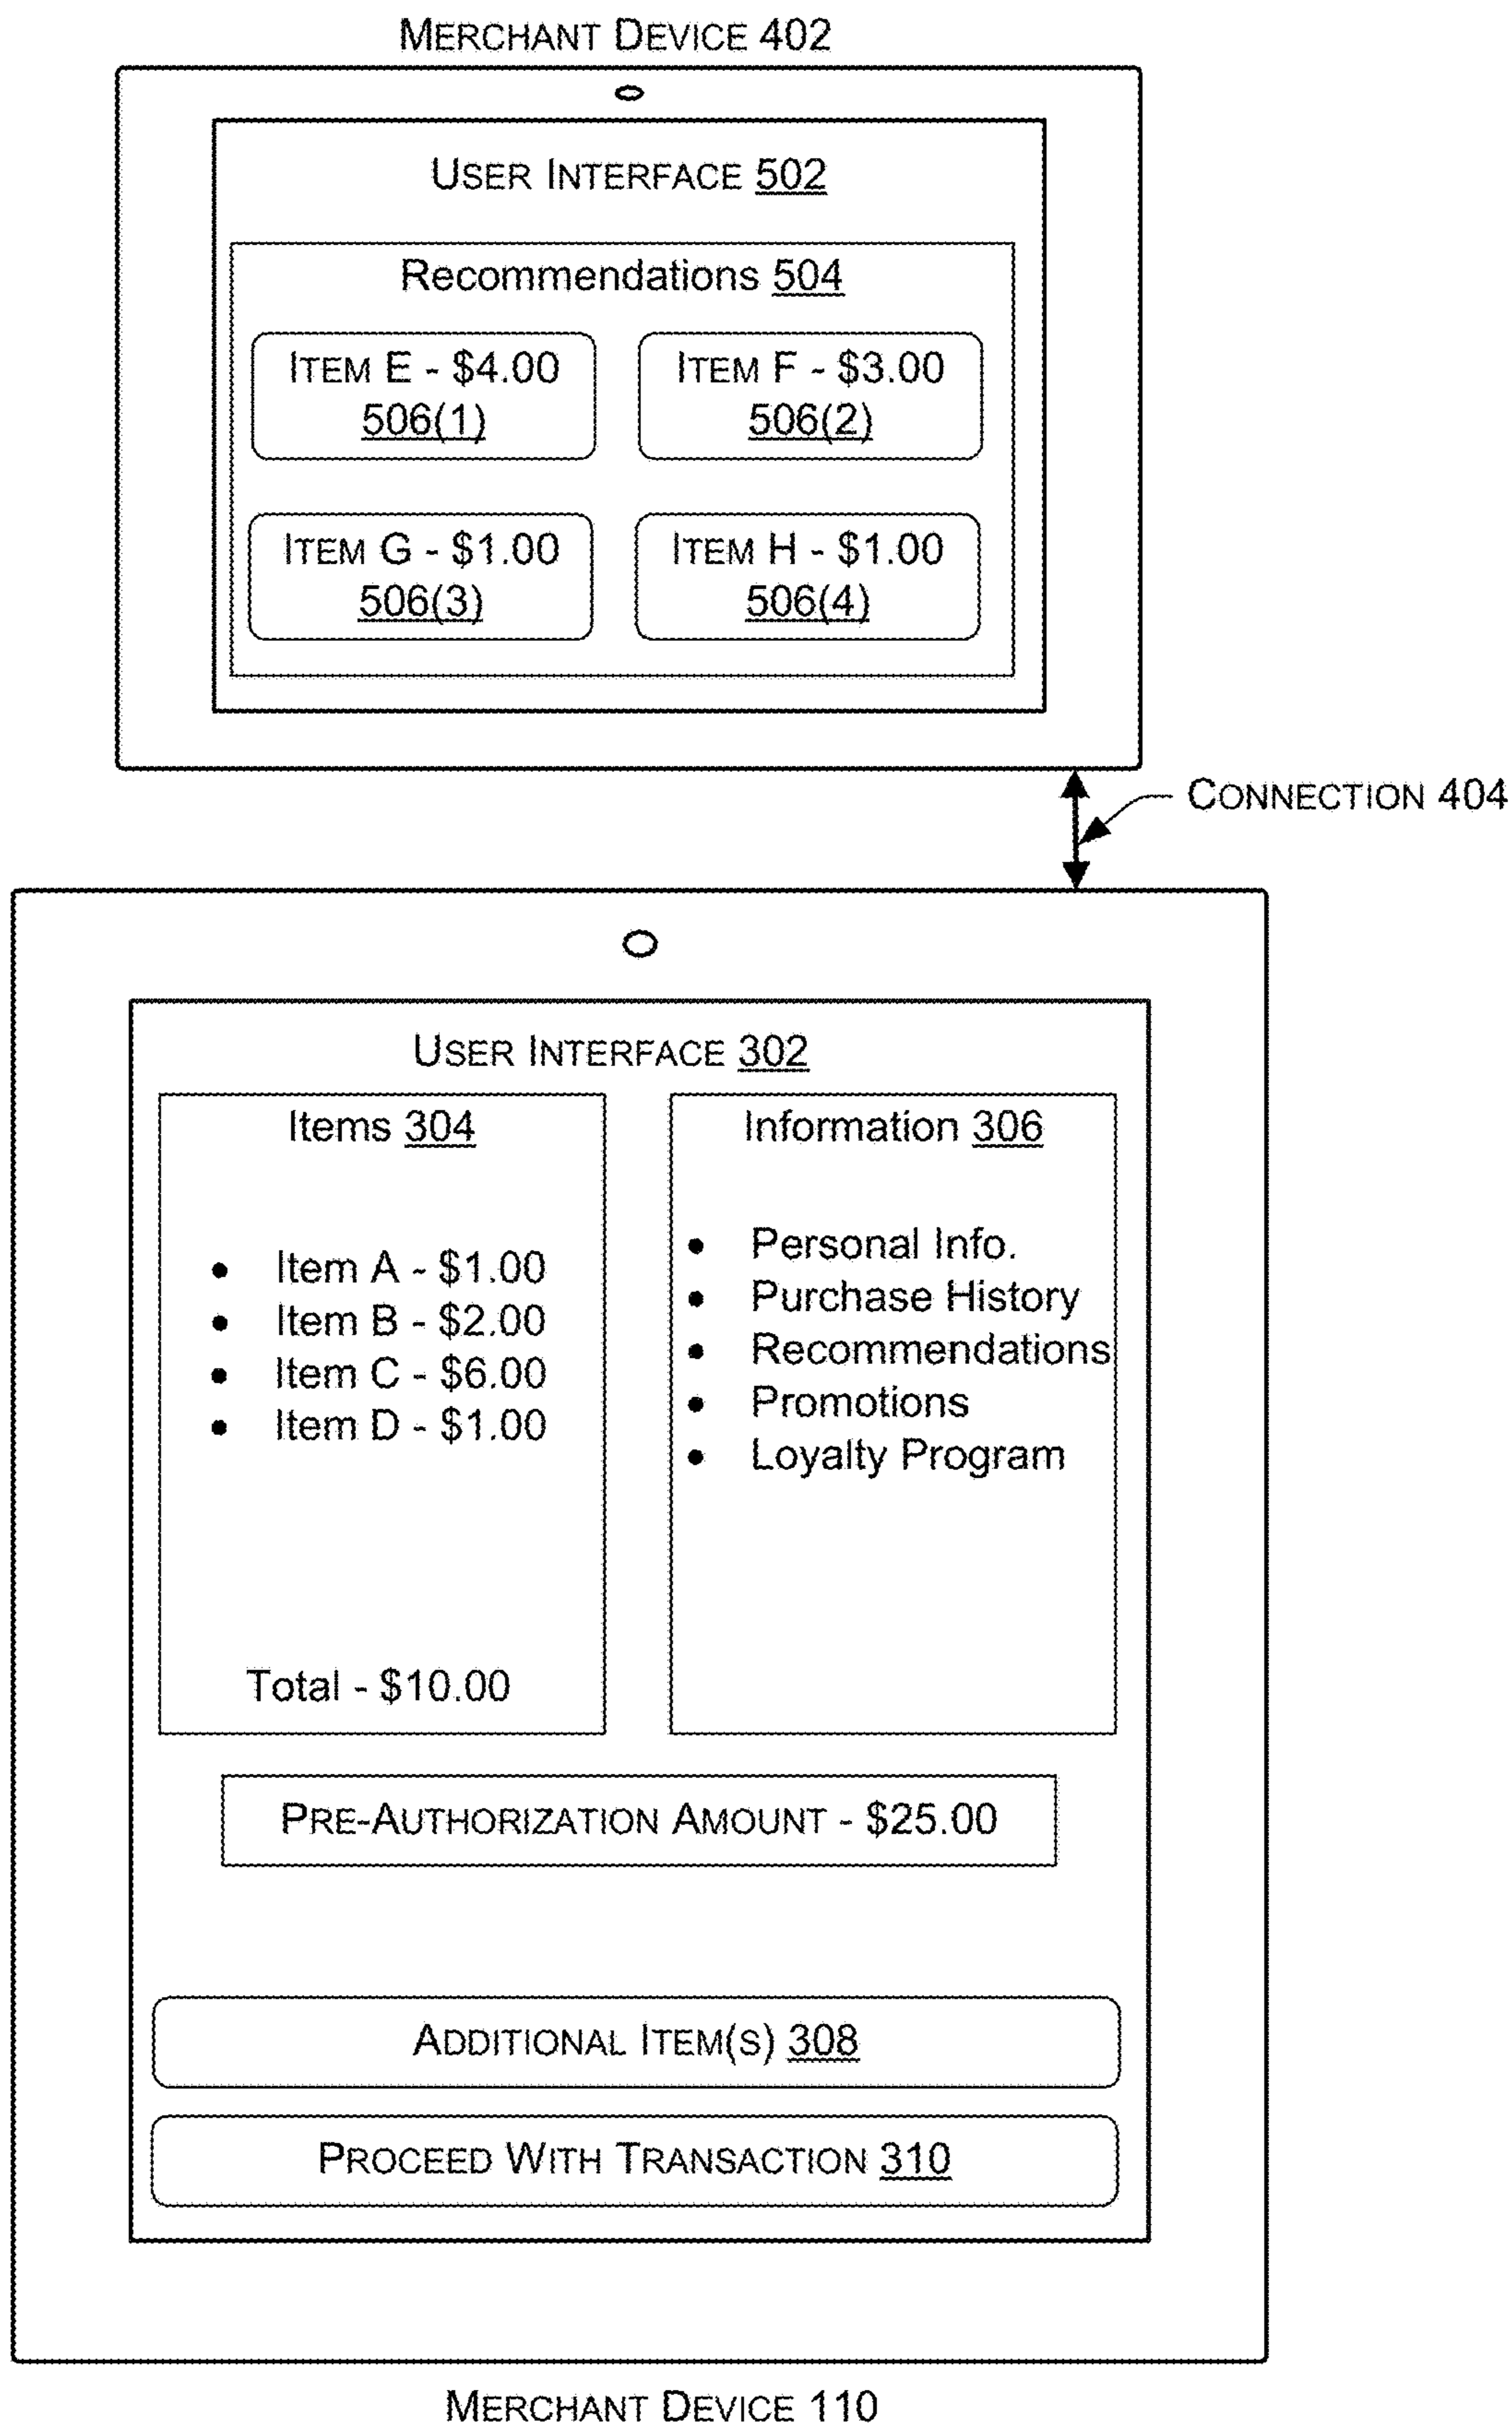 MERCHANT DEVICE 402
USER INTERFACE 502
Recommendations 504
ITEM E - $4.00
506(1)
ITEM F - $3.00
506(2)
ITEM G - $1.00
506(3)
ITEM H - $1.00
506(4)
CONNECTION 404
USER INTERFACE 302
Items 304
• Item A - $1.00
• Item B - $2.00
• Item C - $6.00
• Item D - $1.00
Total - $10.00
Information 306
• Personal Info.
• Purchase History
• Recommendations
• Promotions
• Loyalty Program
PRE-AUTHORIZATION AMOUNT - $25.00
ADDITIONAL ITEM(S) 308
PROCEED WITH TRANSACTION 310
MERCHANT DEVICE 110